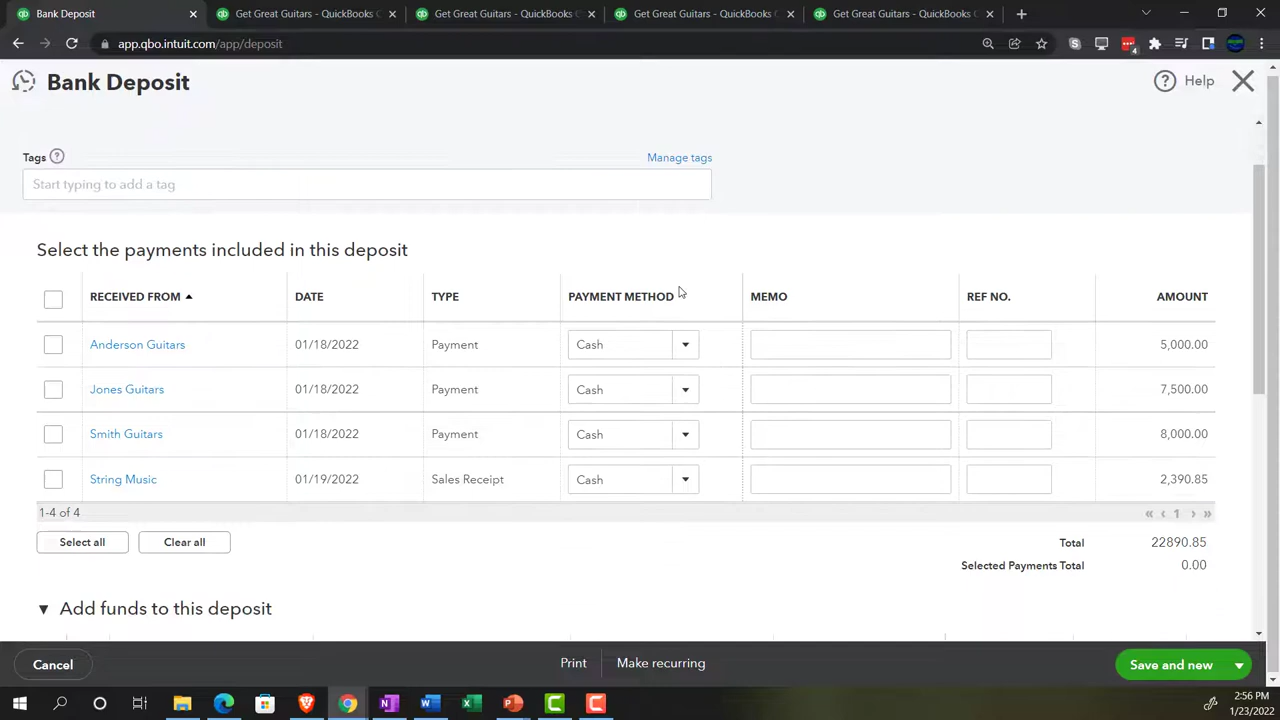 Bank Deposit
Get Great Guitars - QuickBooks C
Get Great Guitars - QuickBooks C
Get Great Guitars - QuickBooks C
Get Great Guitars - QuickBooks C
app.qbo.intuit.com/app/deposit
4
Bank Deposit
? Help
Tags ?
Manage tags
Start typing to add a tag
Select the payments included in this deposit
RECEIVED FROM DATE TYPE PAYMENT METHOD MEMO REF NO. AMOUNT
Anderson Guitars 01/18/2022 Payment Cash 5,000.00
Jones Guitars 01/18/2022 Payment Cash 7,500.00
Smith Guitars 01/18/2022 Payment Cash 8,000.00
String Music 01/19/2022 Sales Receipt Cash 2,390.85
1-4 of 4 « ‹ 1 › »
Select all Clear all Total 22890.85
Selected Payments Total 0.00
Add funds to this deposit
Cancel Print Make recurring Save and new
2:56 PM
1/23/2022